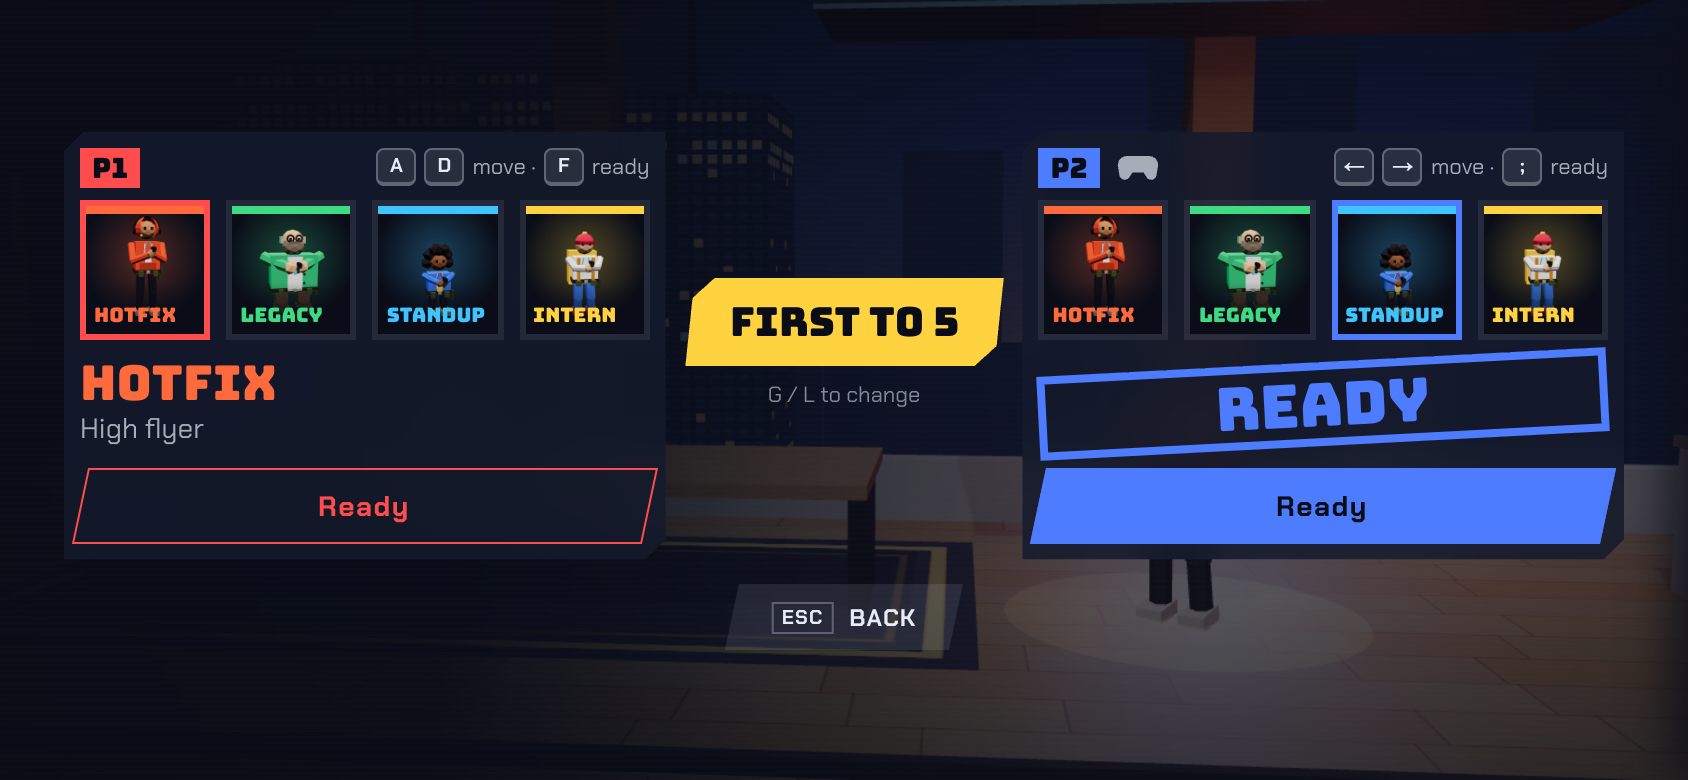 P1
A D move · F ready
HOTFIX
LEGACY
STANDUP
INTERN
HOTFIX
High flyer
Ready
FIRST TO 5
G / L to change
P2
← → move · ; ready
HOTFIX
LEGACY
STANDUP
INTERN
READY
Ready
ESC BACK